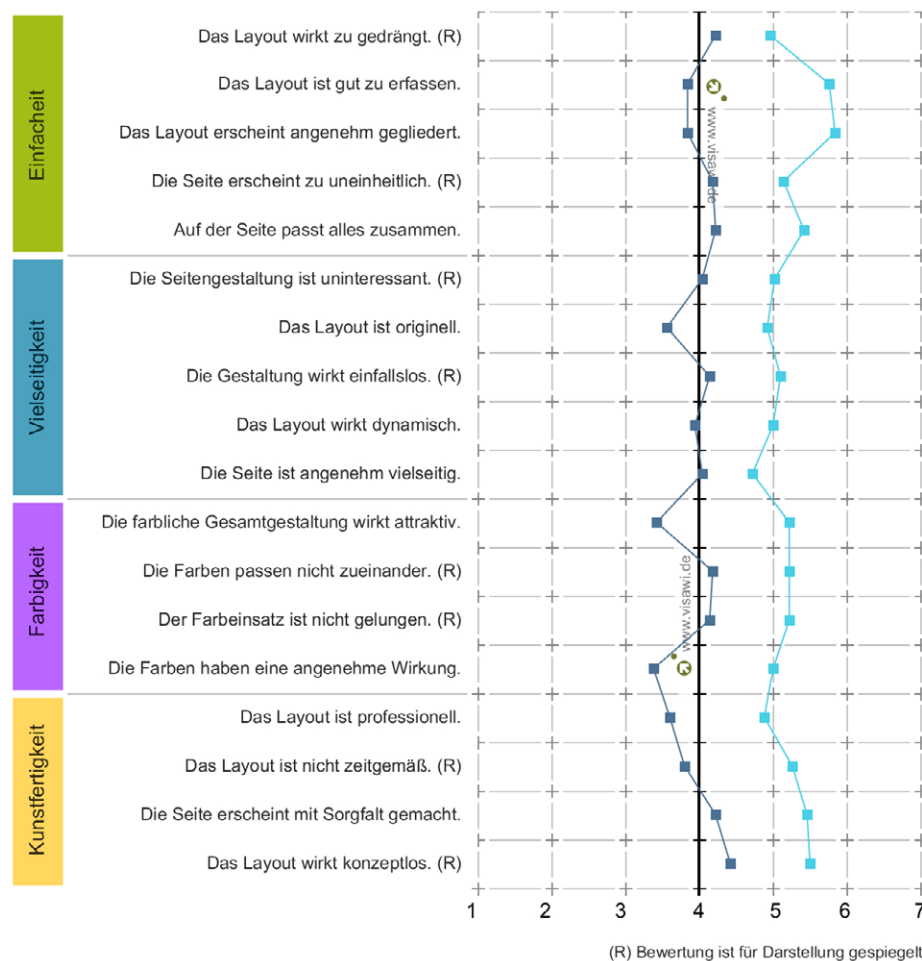 Einfacheit
Das Layout wirkt zu gedrängt. (R)
Das Layout ist gut zu erfassen.
Das Layout erscheint angenehm gegliedert.
Die Seite erscheint zu uneinheitlich. (R)
Auf der Seite passt alles zusammen.
Vielseitigkeit
Die Seitengestaltung ist uninteressant. (R)
Das Layout ist originell.
Die Gestaltung wirkt einfallslos. (R)
Das Layout wirkt dynamisch.
Die Seite ist angenehm vielseitig.
Farbigkeit
Die farbliche Gesamtgestaltung wirkt attraktiv.
Die Farben passen nicht zueinander. (R)
Der Farbeinsatz ist nicht gelungen. (R)
Die Farben haben eine angenehme Wirkung.
Kunstfertigkeit
Das Layout ist professionell.
Das Layout ist nicht zeitgemäß. (R)
Die Seite erscheint mit Sorgfalt gemacht.
Das Layout wirkt konzeptlos. (R)
www.visawi.de
www.visawi.de
1 2 3 4 5 6 7
(R) Bewertung ist für Darstellung gespiegelt